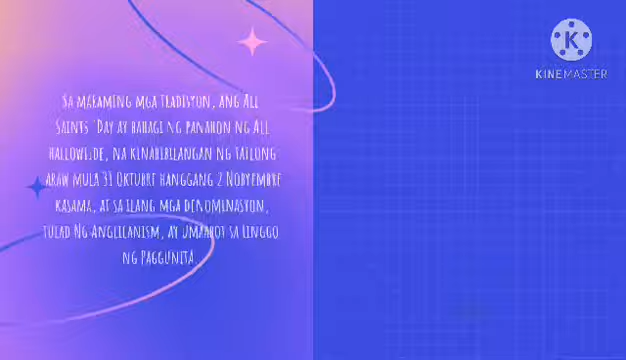 Sa maraming mga tradisyon, ang All
Saints 'Day ay bahagi ng panahon ng All
hallowtide, na kinabibilangan ng tatlong
araw mula 31 Oktubre hanggang 2 Nobyembre
kasama, at sa ilang mga denominasyon,
tulad Ng Anglicanism, ay umaabot sa linggo
ng Paggunita.
KINEMASTER